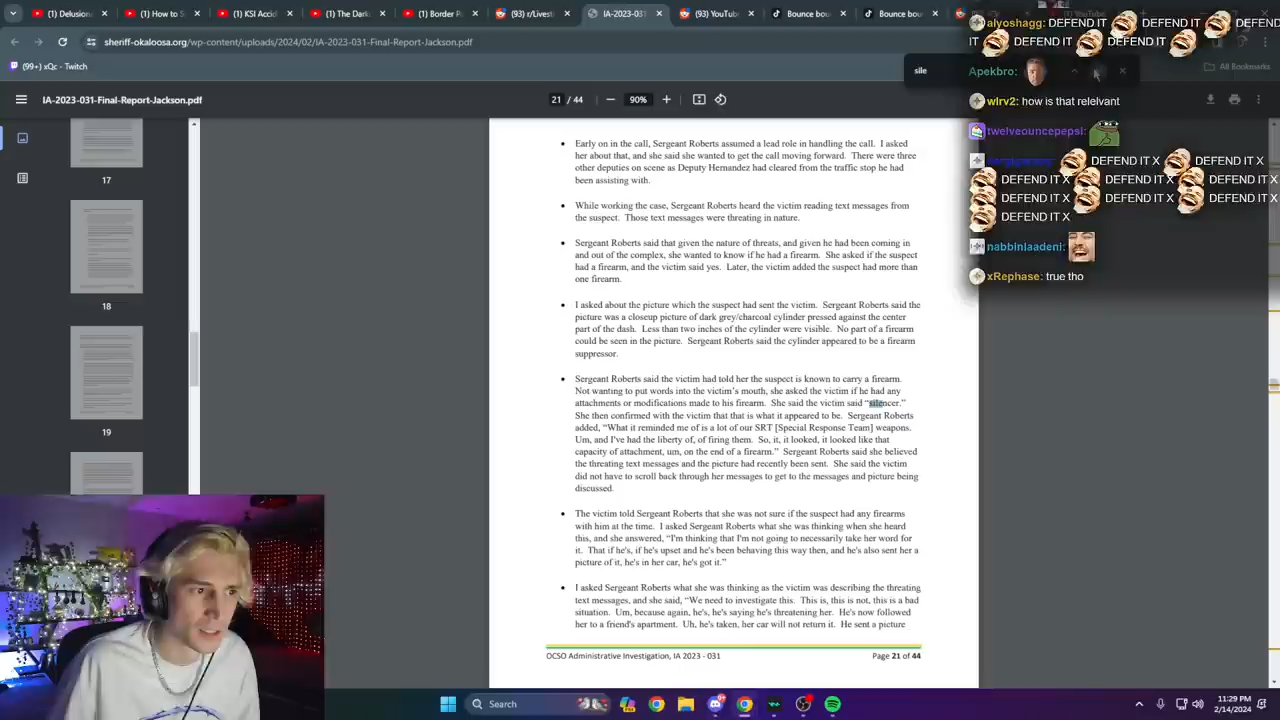 Delusion
How to
KSI Acc
Roberts
Border P
(93) x/Livest
IA-2023-031
(93) YouTube
Bounce bo
Bounce bou
sheriff-okaloosa.org/wp-content/uploads/2024/02/IA-2023-031-Final-Report-Jackson.pdf
(99+) xQc - Twitch
All Bookmarks
sile
IA-2023-031-Final-Report-Jackson.pdf
21 / 44
90%
17
18
19
Early on in the call, Sergeant Roberts assumed a lead role in handling the call. I asked
her about that, and she said she wanted to get the call moving forward. There were three
other deputies on scene as Deputy Hernandez had cleared from the traffic stop he had
been assisting with.
While working the case, Sergeant Roberts heard the victim reading text messages from
the suspect. Those text messages were threating in nature.
Sergeant Roberts said that given the nature of threats, and given he had been coming in
and out of the complex, she wanted to know if he had a firearm. She asked if the suspect
had a firearm, and the victim said yes. Later, the victim added the suspect had more than
one firearm.
I asked about the picture which the suspect had sent the victim. Sergeant Roberts said the
picture was a closeup picture of dark grey/charcoal cylinder pressed against the center
part of the dash. Less than two inches of the cylinder were visible. No part of a firearm
could be seen in the picture. Sergeant Roberts said the cylinder appeared to be a firearm
suppressor.
Sergeant Roberts said the victim had told her the suspect is known to carry a firearm.
Not wanting to put words into the victim's mouth, she asked the victim if he had any
attachments or modifications made to his firearm. She said the victim said “silencer.”
She then confirmed with the victim that that is what it appeared to be. Sergeant Roberts
added, “What it reminded me of is a lot of our SRT [Special Response Team] weapons.
Um, and I've had the liberty of, of firing them. So, it, it looked, it looked like that
capacity of attachment, um, on the end of a firearm.” Sergeant Roberts said she believed
the threating text messages and the picture had recently been sent. She said the victim
did not have to scroll back through her messages to get to the messages and picture being
discussed.
The victim told Sergeant Roberts that she was not sure if the suspect had any firearms
with him at the time. I asked Sergeant Roberts what she was thinking when she heard
this, and she answered, “I'm thinking that I'm not going to necessarily take her word for
it. That if he's, if he's upset and he's been behaving this way then, and he's also sent her a
picture of it, he's in her car, he's got it.”
I asked Sergeant Roberts what she was thinking as the victim was describing the threating
text messages, and she said, “We need to investigate this. This is, this is not, this is a bad
situation. Um, because again, he's, he's saying he's threatening her. He's now followed
her to a friend's apartment. Uh, he's taken, her car will not return it. He sent a picture
OCSO Administrative Investigation, IA 2023 - 031
Page 21 of 44
alyoshagg: DEFEND IT DEFEND
IT DEFEND IT DEFEND IT X
Apekbro:
wlrv2: how is that relevant
twelveouncepepsi:
DEFEND IT X DEFEND IT X
DEFEND IT X DEFEND IT X
DEFEND IT X DEFEND IT X
DEFEND IT X
nabbinlaadeni:
xRephase: true tho
Search
11:29 PM
2/14/2024